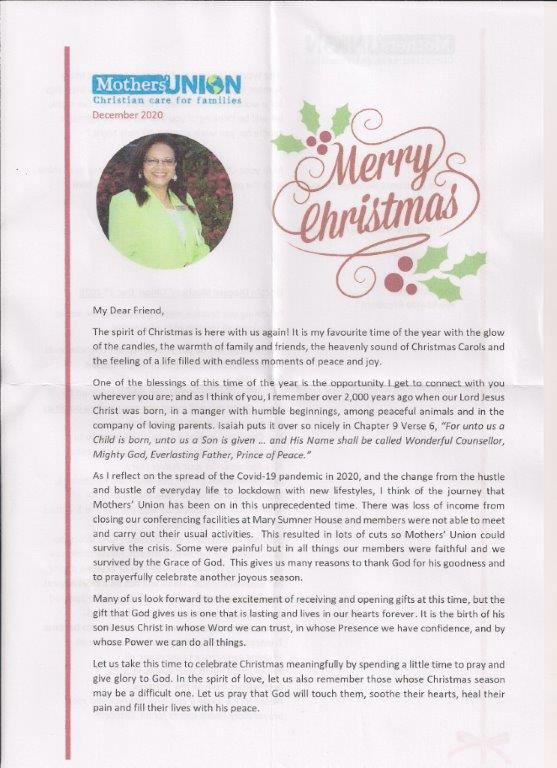 Mothers' UNION
Christian care for families
December 2020
Merry
Christmas
My Dear Friend,
The spirit of Christmas is here with us again! It is my favourite time of the year with the glow
of the candles, the warmth of family and friends, the heavenly sound of Christmas Carols and
the feeling of a life filled with endless moments of peace and joy.
One of the blessings of this time of the year is the opportunity I get to connect with you
wherever you are; and as I think of you, I remember over 2,000 years ago when our Lord Jesus
Christ was born, in a manger with humble beginnings, among peaceful animals and in the
company of loving parents. Isaiah puts it over so nicely in Chapter 9 Verse 6, “For unto us a
Child is born, unto us a Son is given ... and His Name shall be called Wonderful Counsellor,
Mighty God, Everlasting Father, Prince of Peace.”
As I reflect on the spread of the Covid-19 pandemic in 2020, and the change from the hustle
and bustle of everyday life to lockdown with new lifestyles, I think of the journey that
Mothers' Union has been on in this unprecedented time. There was loss of income from
closing our conferencing facilities at Mary Sumner House and members were not able to meet
and carry out their usual activities. This resulted in lots of cuts so Mothers' Union could
survive the crisis. Some were painful but in all things our members were faithful and we
survived by the Grace of God. This gives us many reasons to thank God for his goodness and
to prayerfully celebrate another joyous season.
Many of us look forward to the excitement of receiving and opening gifts at this time, but the
gift that God gives us is one that is lasting and lives in our hearts forever. It is the birth of his
son Jesus Christ in whose Word we can trust, in whose Presence we have confidence, and by
whose Power we can do all things.
Let us take this time to celebrate Christmas meaningfully by spending a little time to pray and
give glory to God. In the spirit of love, let us also remember those whose Christmas season
may be a difficult one. Let us pray that God will touch them, soothe their hearts, heal their
pain and fill their lives with his peace.